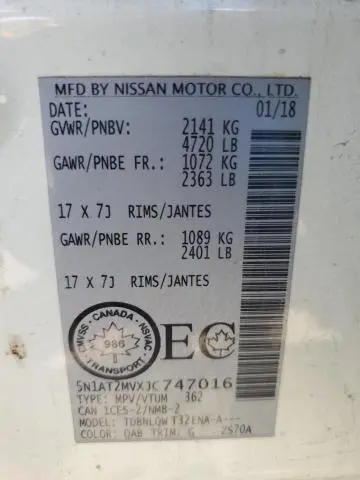 MFD BY NISSAN MOTOR CO., LTD.
DATE: 01/18
GVWR/PNBV: 2141 KG
4720 LB
GAWR/PNBE FR.: 1072 KG
2363 LB
17 X 7J RIMS/JANTES
GAWR/PNBE RR.: 1089 KG
2401 LB
17 X 7J RIMS/JANTES
CANADA
CMVSS NSVAC
986
EC
5N1AT2MVXJC747016
TYPE: MPV/VTUM 362
CAN ICES-2/NMB-2
MODEL: TDBNLQW T32ENA-A---
COLOR: QAB TRIM: G 2S70A